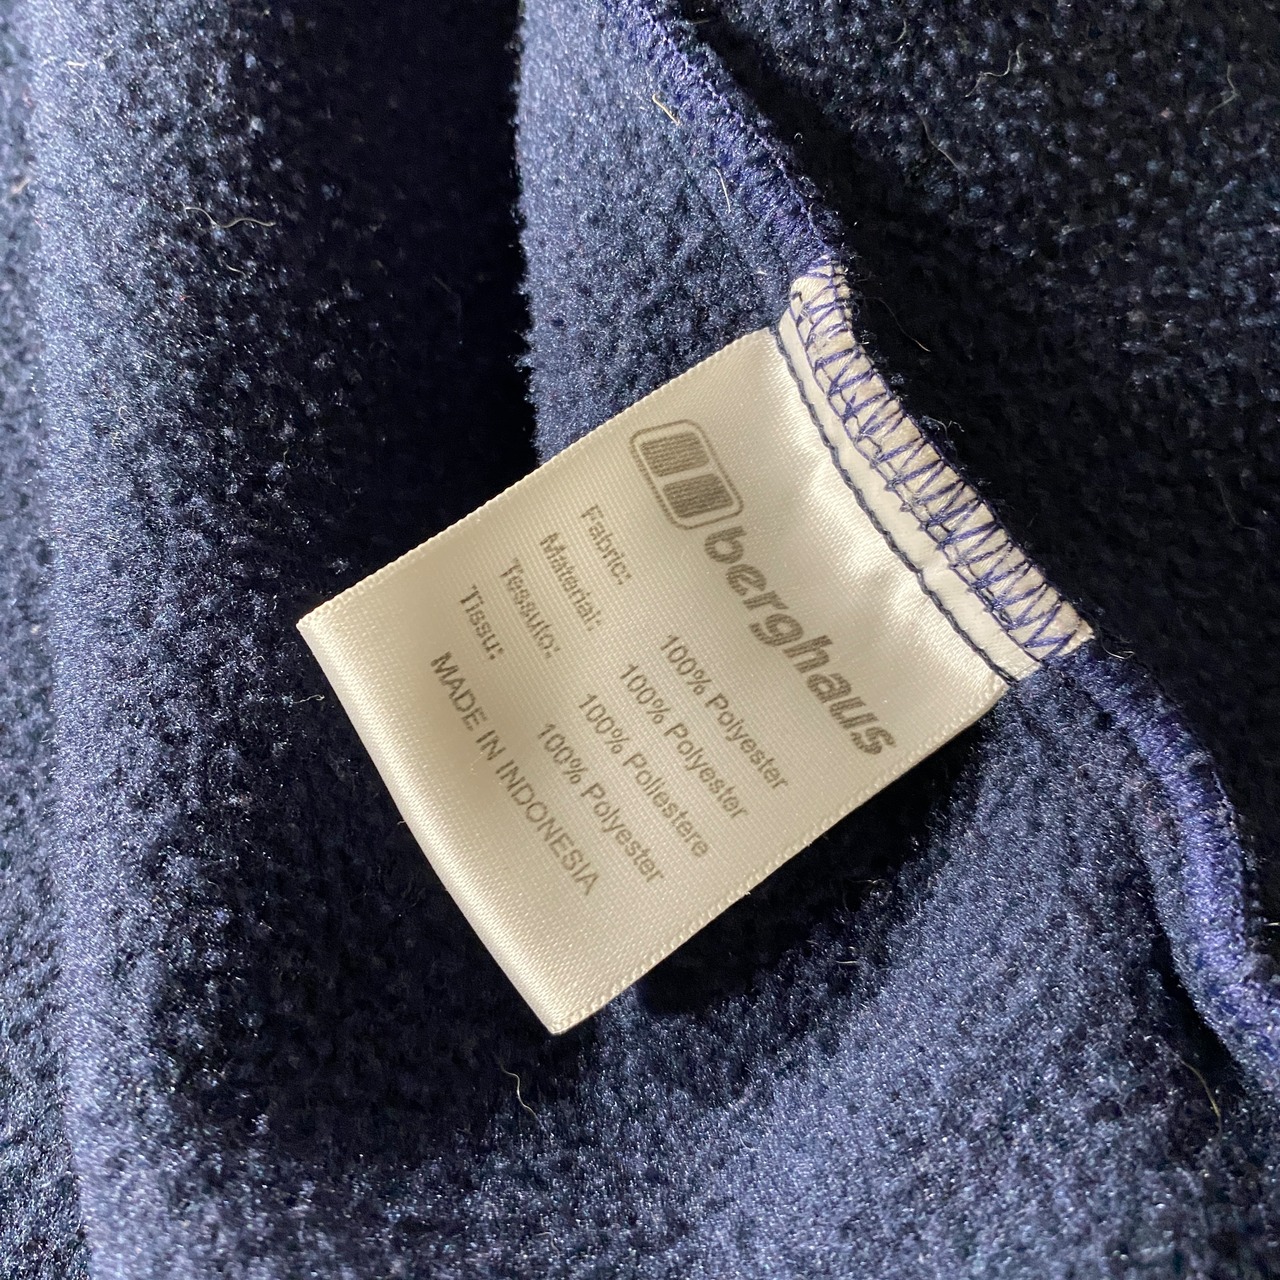 berghaus
Fabric: 100% Polyester
Material: 100% Polyester
Tessuto: 100% Poliestere
Tissu: 100% Polyester
MADE IN INDONESIA